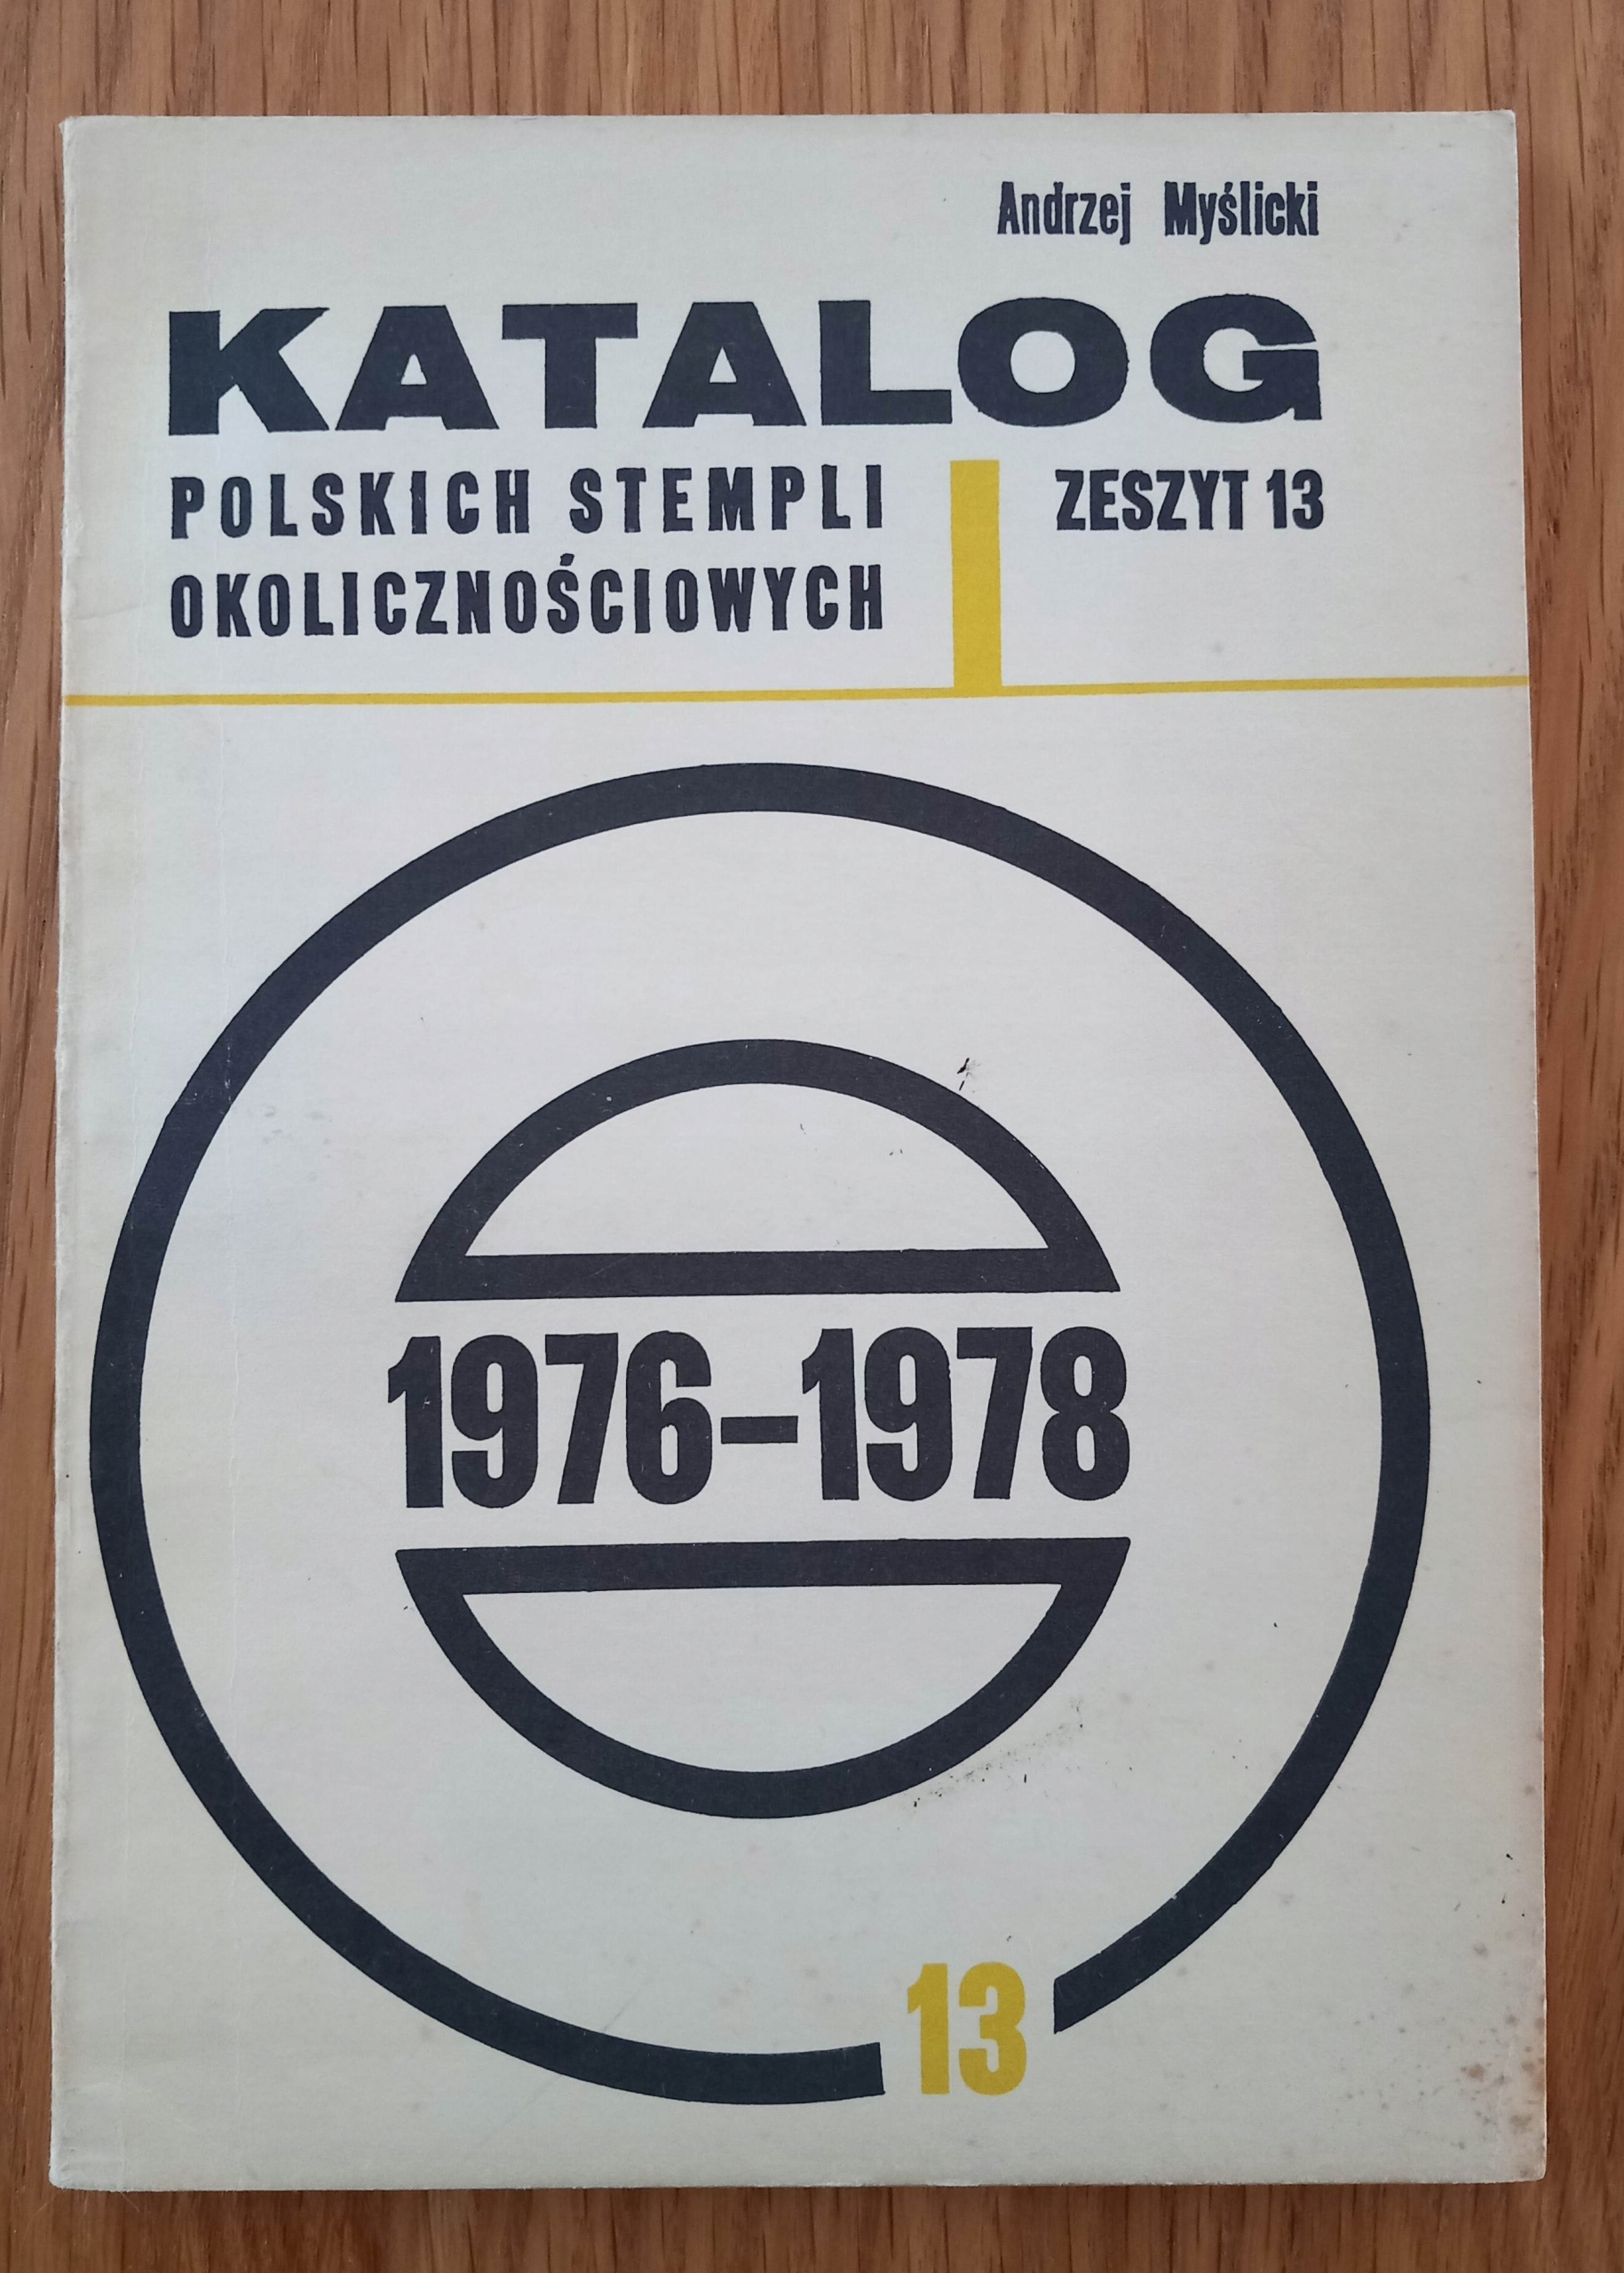 Andrzej Myślicki
KATALOG
POLSKICH STEMPLI
OKOLICZNOŚCIOWYCH
ZESZYT 13
1976–1978
13